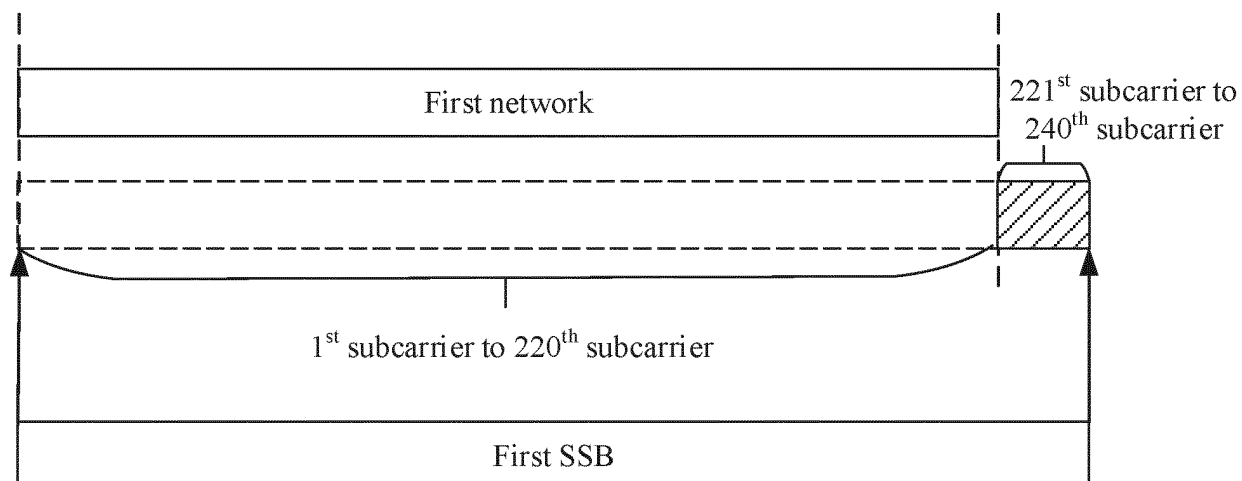 First network
221st subcarrier to
240th subcarrier
1st subcarrier to 220th subcarrier
First SSB